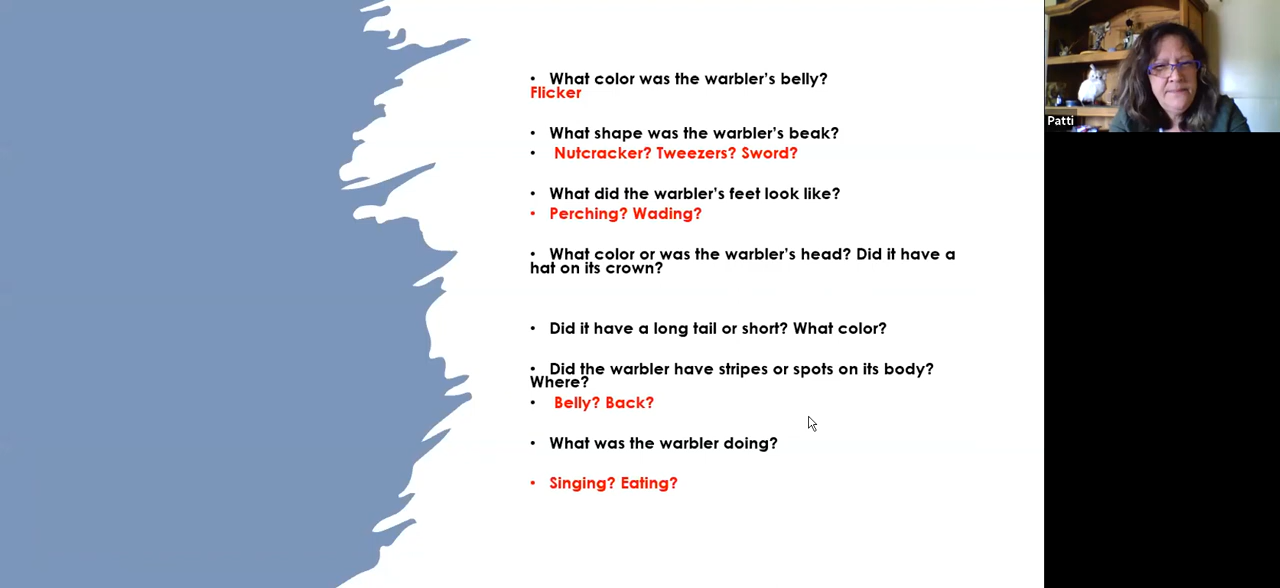 • What color was the warbler's belly?
Flicker
• What shape was the warbler's beak?
• Nutcracker? Tweezers? Sword?
• What did the warbler's feet look like?
• Perching? Wading?
• What color or was the warbler's head? Did it have a
hat on its crown?
• Did it have a long tail or short? What color?
• Did the warbler have stripes or spots on its body?
Where?
• Belly? Back?
• What was the warbler doing?
• Singing? Eating?
Patti